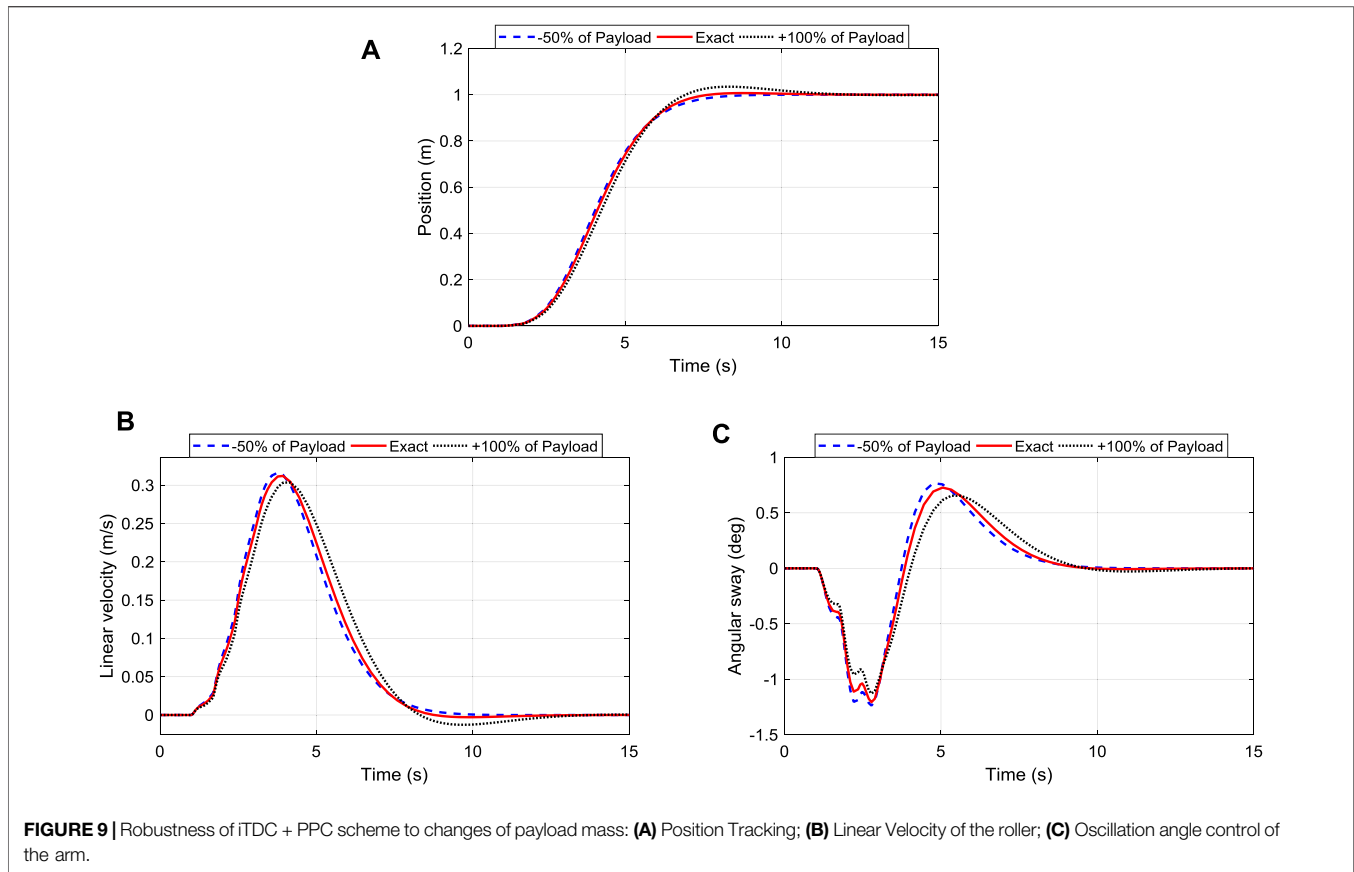 A
-50% of Payload Exact +100% of Payload
1.2
1
0.8
0.6
0.4
0.2
0
Position (m)
0 5 10 15
Time (s)
B
-50% of Payload Exact +100% of Payload
0.3
0.25
0.2
0.15
0.1
0.05
0
Linear velocity (m/s)
0 5 10 15
Time (s)
C
-50% of Payload Exact +100% of Payload
1
0.5
0
-0.5
-1
-1.5
Angular sway (deg)
0 5 10 15
Time (s)
FIGURE 9 | Robustness of iTDC + PPC scheme to changes of payload mass: (A) Position Tracking; (B) Linear Velocity of the roller; (C) Oscillation angle control of
the arm.